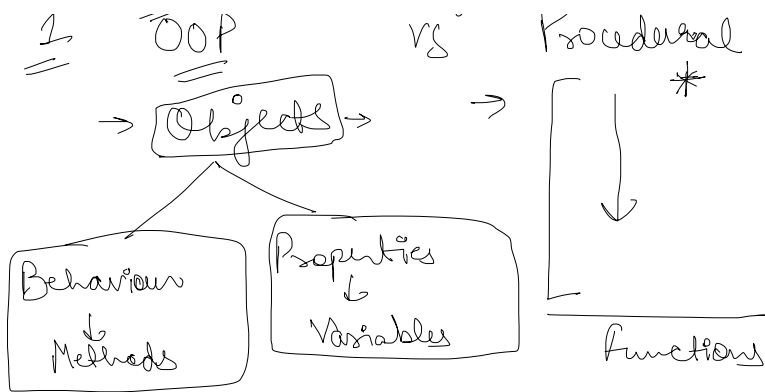 1 OOP vs Procedural
Objects
Behaviour
Methods
Properties
Variables
Functions